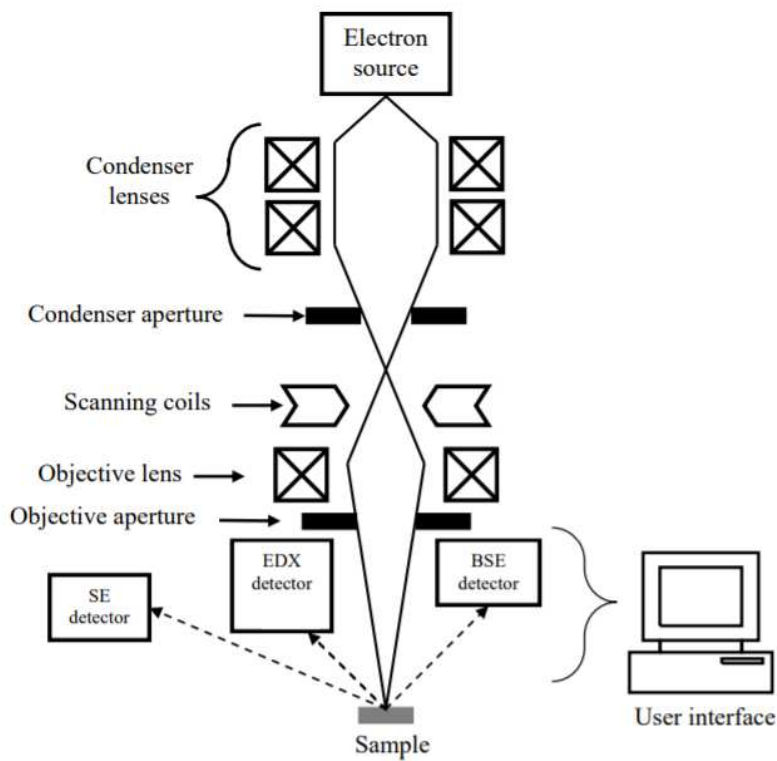 Electron
source
Condenser
lenses
Condenser aperture
Scanning coils
Objective lens
Objective aperture
EDX
detector
BSE
detector
SE
detector
User interface
Sample